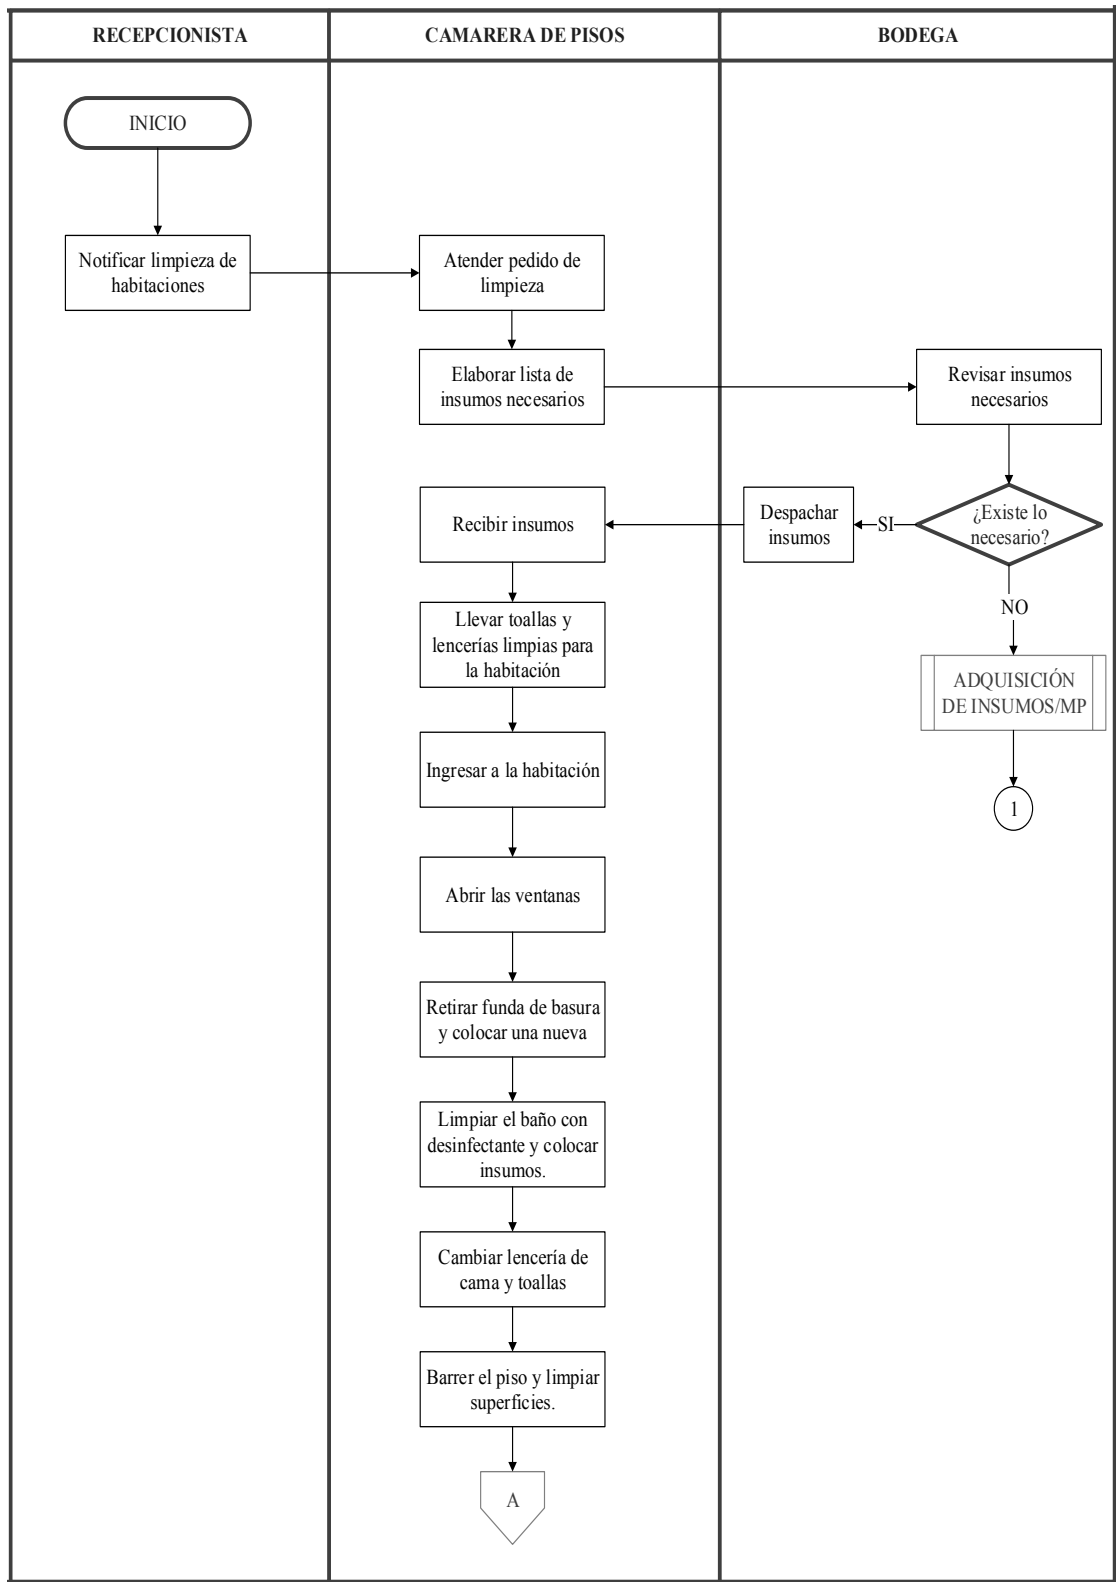 RECEPCIONISTA
CAMARERA DE PISOS
BODEGA
INICIO
Notificar limpieza de
habitaciones
Atender pedido de
limpieza
Elaborar lista de
insumos necesarios
Revisar insumos
necesarios
¿Existe lo
necesario?
SI
Despachar
insumos
Recibir insumos
NO
ADQUISICIÓN
DE INSUMOS/MP
1
Llevar toallas y
lencerías limpias para
la habitación
Ingresar a la habitación
Abrir las ventanas
Retirar funda de basura
y colocar una nueva
Limpiar el baño con
desinfectante y colocar
insumos.
Cambiar lencería de
cama y toallas
Barrer el piso y limpiar
superfícies.
A